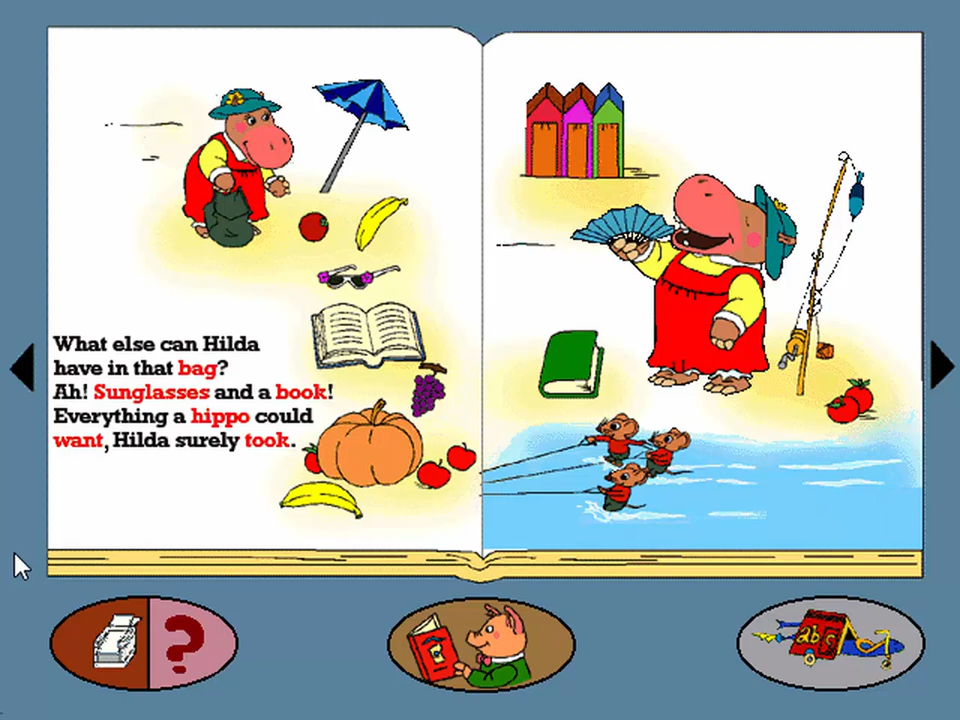 What else can Hilda
have in that bag?
Ah! Sunglasses and a book!
Everything a hippo could
want, Hilda surely took.
?
abc